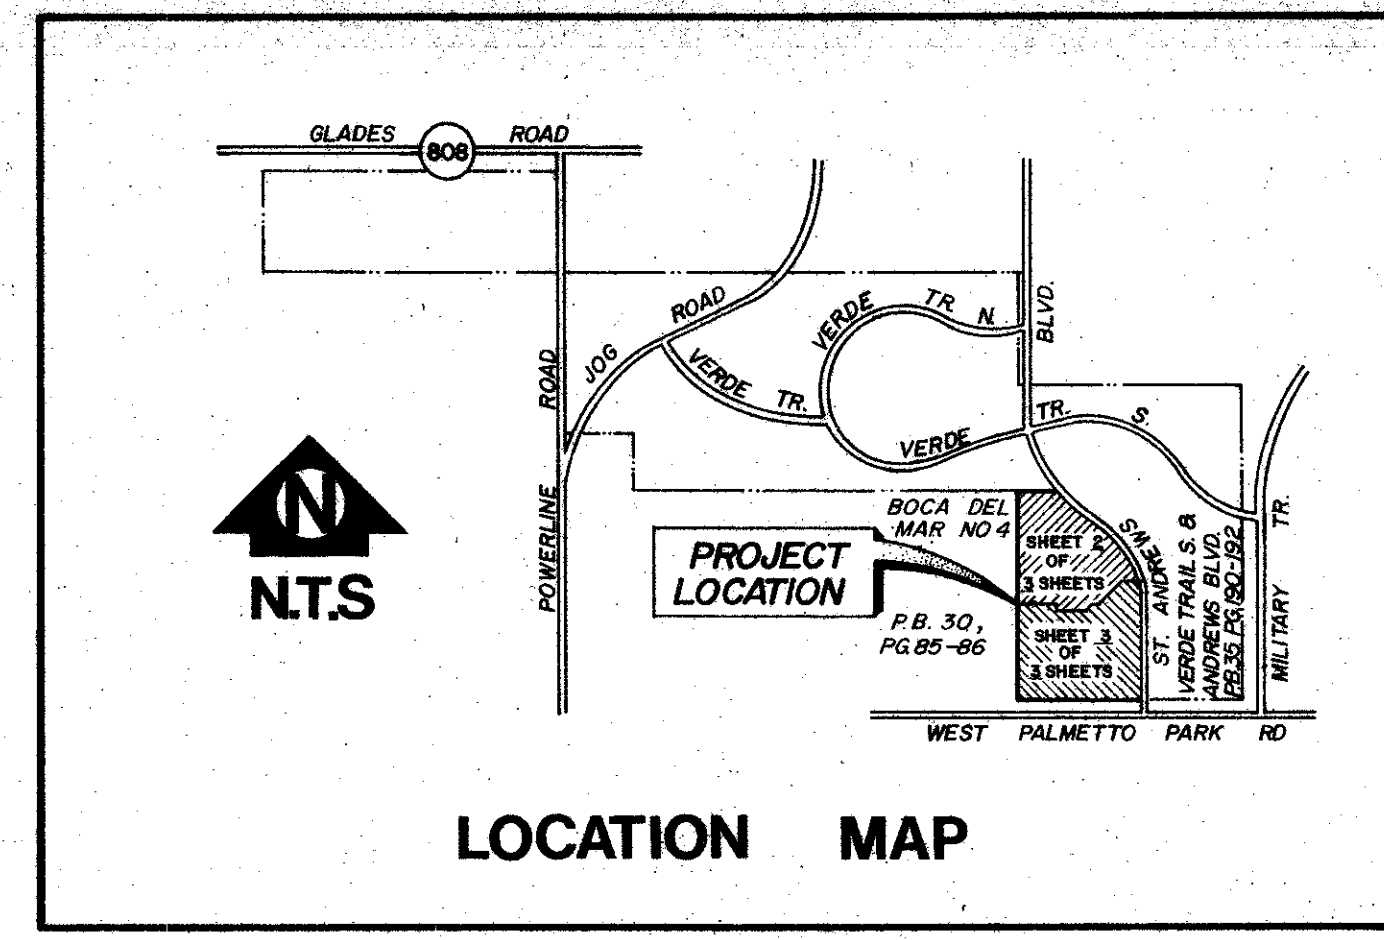 GLADES 808 ROAD
JOG ROAD
VERDE TR. N.
BLVD.
VERDE TR.
VERDE TR. S.
POWERLINE ROAD
N
N.T.S
PROJECT
LOCATION
BOCA DEL
MAR NO 4
P.B. 30,
PG. 85-86
SHEET 2
OF
3 SHEETS
SHEET 3
OF
3 SHEETS
ST. ANDREWS
VERDE TRAIL S. &
ANDREWS BLVD.
P.B. 35 PG. 190-192
MILITARY TR.
WEST PALMETTO PARK RD
LOCATION MAP